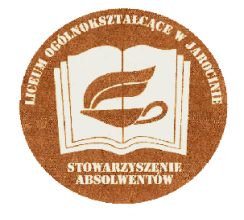 LICEUM OGÓLNOKSZTAŁCĄCE W JAROCINIE
STOWARZYSZENIE
ABSOLWENTÓW